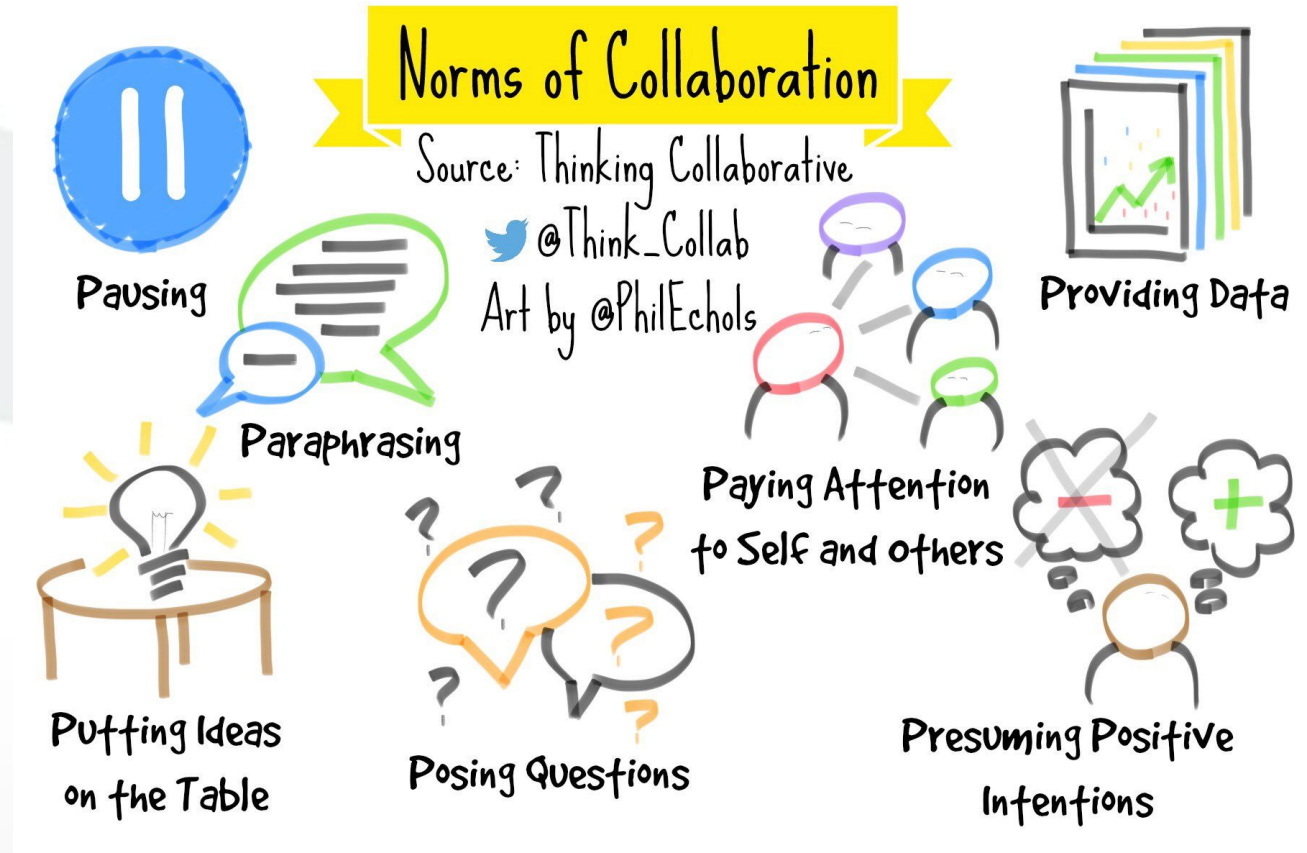 Norms of Collaboration
Source: Thinking Collaborative
@Think_Collab
Art by @PhilEchols
Pausing
Providing Data
Paraphrasing
Paying Attention
to Self and others
Putting Ideas
on the Table
Posing Questions
Presuming Positive
Intentions